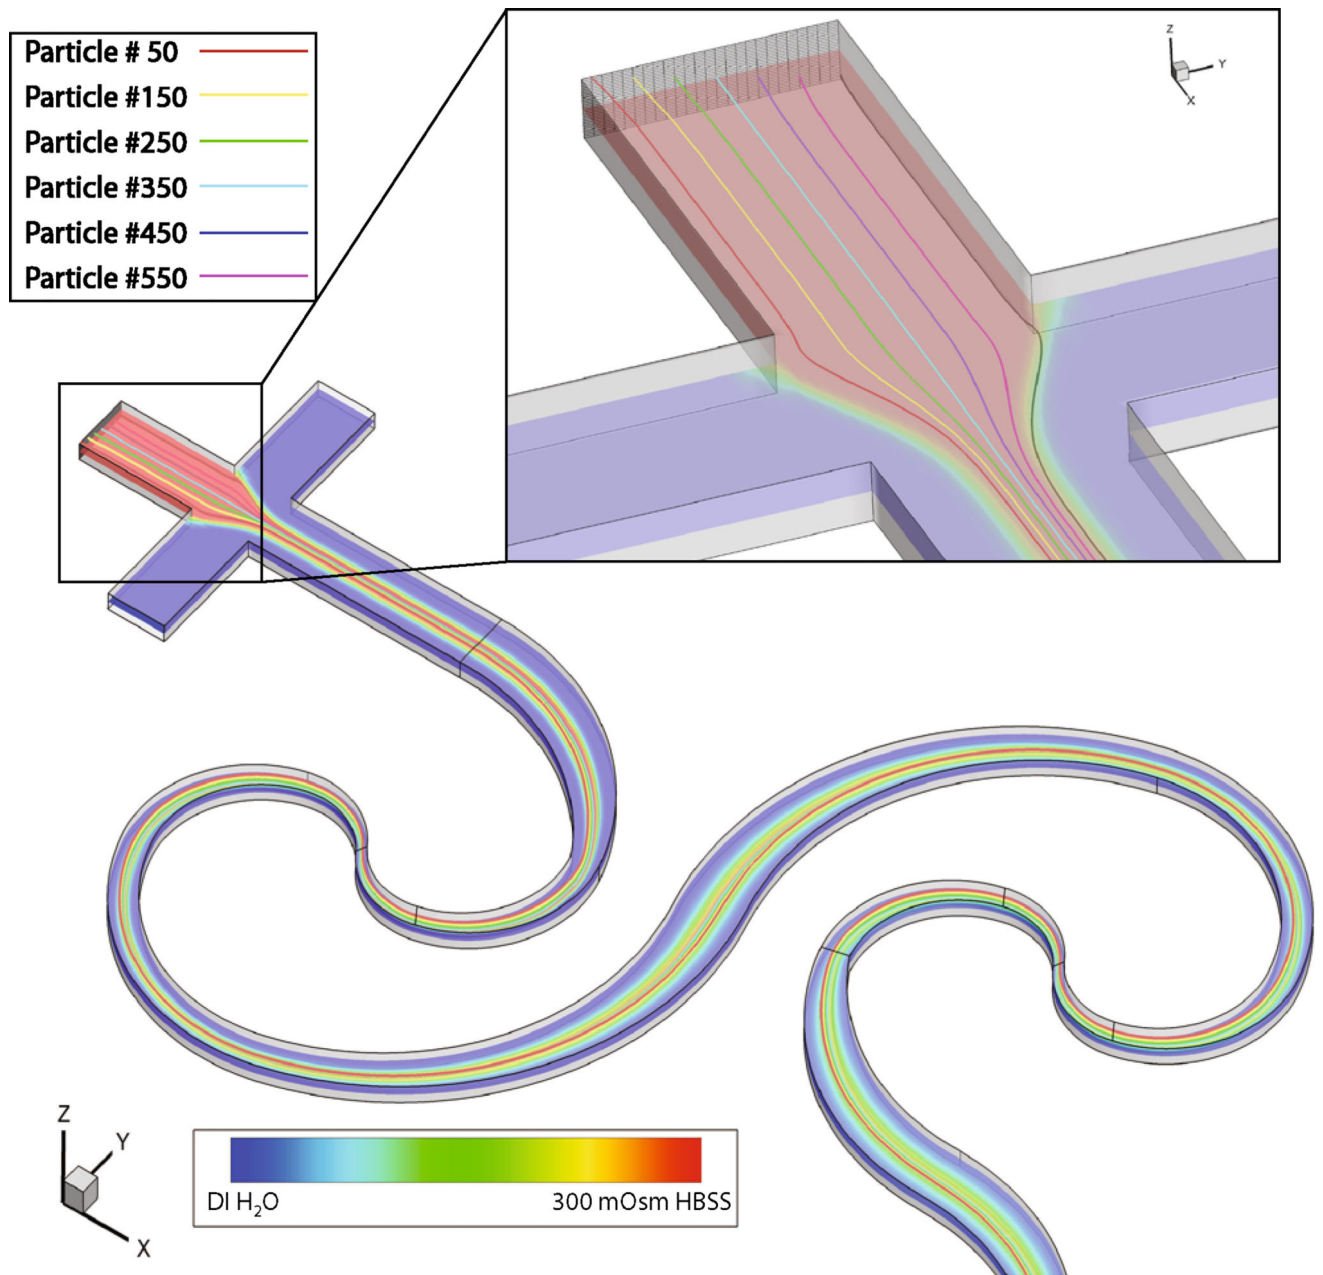 Particle # 50
Particle #150
Particle #250
Particle #350
Particle #450
Particle #550
Z
Y
X
Z
Y
X
DI H₂O
300 mOsm HBSS